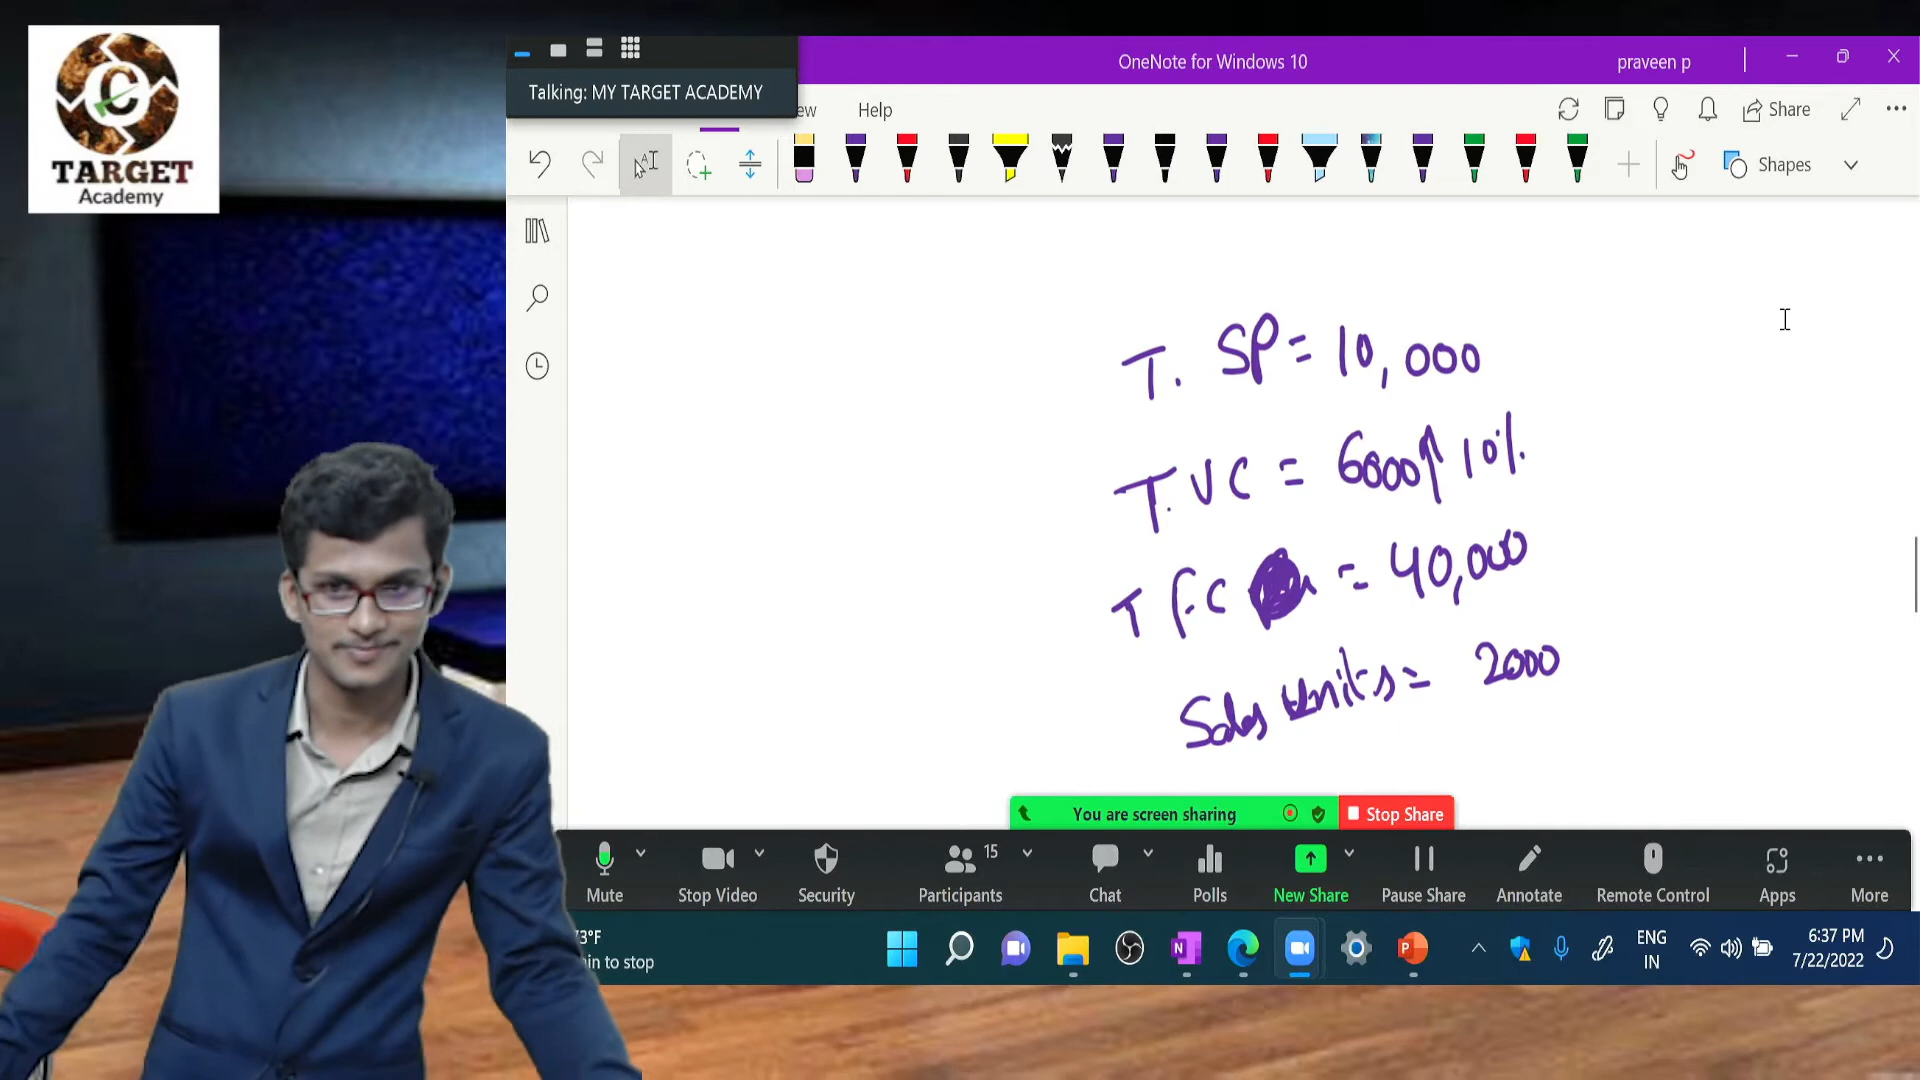 TARGET
Academy
Talking: MY TARGET ACADEMY
OneNote for Windows 10
praveen p
ew
Help
Share
Shapes
T. SP = 10,000
T. VC = 6000↑ 10%
T FC = 40,000
Sales Units = 2000
You are screen sharing
Stop Share
15
Mute
Stop Video
Security
Participants
Chat
Polls
New Share
Pause Share
Annotate
Remote Control
Apps
More
73°F
in to stop
ENG
IN
6:37 PM
7/22/2022